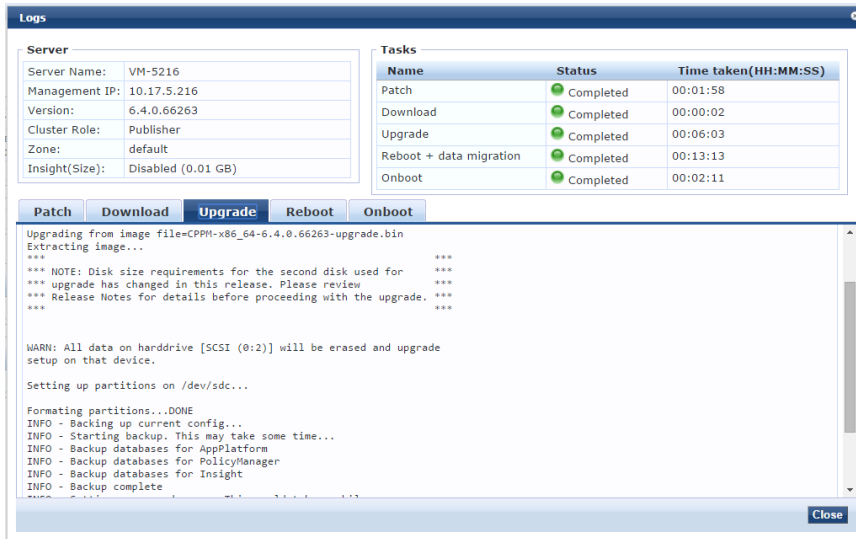 Logs
Server
Server Name: VM-5216
Management IP: 10.17.5.216
Version: 6.4.0.66263
Cluster Role: Publisher
Zone: default
Insight(Size): Disabled (0.01 GB)
Tasks
Name Status Time taken(HH:MM:SS)
Patch Completed 00:01:58
Download Completed 00:00:02
Upgrade Completed 00:06:03
Reboot + data migration Completed 00:13:13
Onboot Completed 00:02:11
Patch Download Upgrade Reboot Onboot
Upgrading from image file=CPPM-x86_64-6.4.0.66263-upgrade.bin
Extracting image...
*** ***
*** NOTE: Disk size requirements for the second disk used for ***
*** upgrade has changed in this release. Please review ***
*** Release Notes for details before proceeding with the upgrade. ***
*** ***
WARN: All data on harddrive [SCSI (0:2)] will be erased and upgrade
setup on that device.
Setting up partitions on /dev/sdc...
Formating partitions...DONE
INFO - Backing up current config...
INFO - Starting backup. This may take some time...
INFO - Backup databases for AppPlatform
INFO - Backup databases for PolicyManager
INFO - Backup databases for Insight
INFO - Backup complete
Close